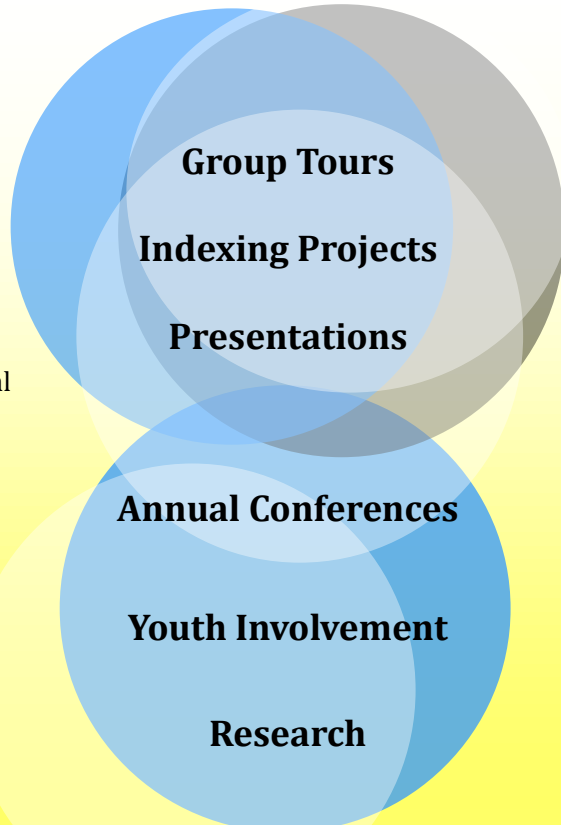 Group Tours
Indexing Projects
Presentations
Annual Conferences
Youth Involvement
Research